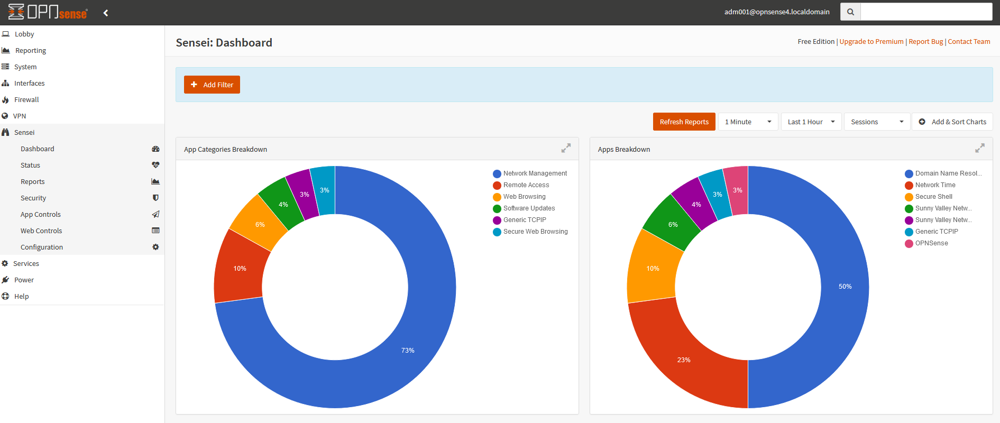 OPNsense
adm001@opnsense4.localdomain
Lobby
Reporting
System
Interfaces
Firewall
VPN
Sensei
Dashboard
Status
Reports
Security
App Controls
Web Controls
Configuration
Services
Power
Help
Sensei: Dashboard
Free Edition | Upgrade to Premium | Report Bug | Contact Team
Add Filter
Refresh Reports
1 Minute
Last 1 Hour
Sessions
Add & Sort Charts
App Categories Breakdown
3%
3%
4%
6%
10%
73%
Network Management
Remote Access
Web Browsing
Software Updates
Generic TCPIP
Secure Web Browsing
Apps Breakdown
3%
3%
4%
6%
10%
50%
23%
Domain Name Resol...
Network Time
Secure Shell
Sunny Valley Netw...
Sunny Valley Netw...
Generic TCPIP
OPNSense